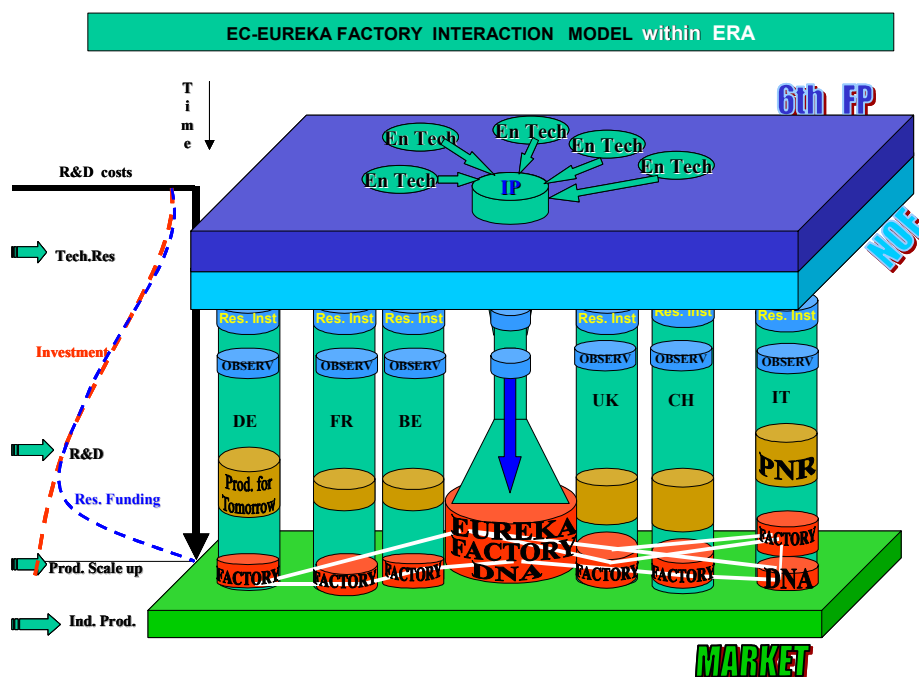 EC-EUREKA FACTORY INTERACTION MODEL within ERA
T
i
m
e
6th FP
En Tech
En Tech
En Tech
En Tech
En Tech
IP
R&D costs
NOE
Tech.Res
Res. Inst
Res. Inst
Res. Inst
Res. Inst
Res. Inst
Res. Inst
Investment
OBSERV
OBSERV
OBSERV
OBSERV
OBSERV
OBSERV
DE
FR
BE
UK
CH
IT
R&D
Prod. for
Tomorrow
PNR
Res. Funding
EUREKA
FACTORY
DNA
FACTORY
Prod. Scale up
FACTORY
FACTORY
FACTORY
FACTORY
FACTORY
DNA
Ind. Prod.
MARKET